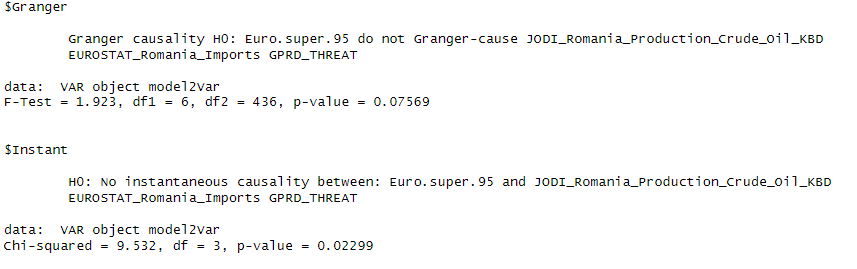 $Granger
Granger causality H0: Euro.super.95 do not Granger-cause JODI_Romania_Production_Crude_Oil_KBD
EUROSTAT_Romania_Imports GPRD_THREAT
data:  VAR object model2Var
F-Test = 1.923, df1 = 6, df2 = 436, p-value = 0.07569
$Instant
H0: No instantaneous causality between: Euro.super.95 and JODI_Romania_Production_Crude_Oil_KBD
EUROSTAT_Romania_Imports GPRD_THREAT
data:  VAR object model2Var
Chi-squared = 9.532, df = 3, p-value = 0.02299